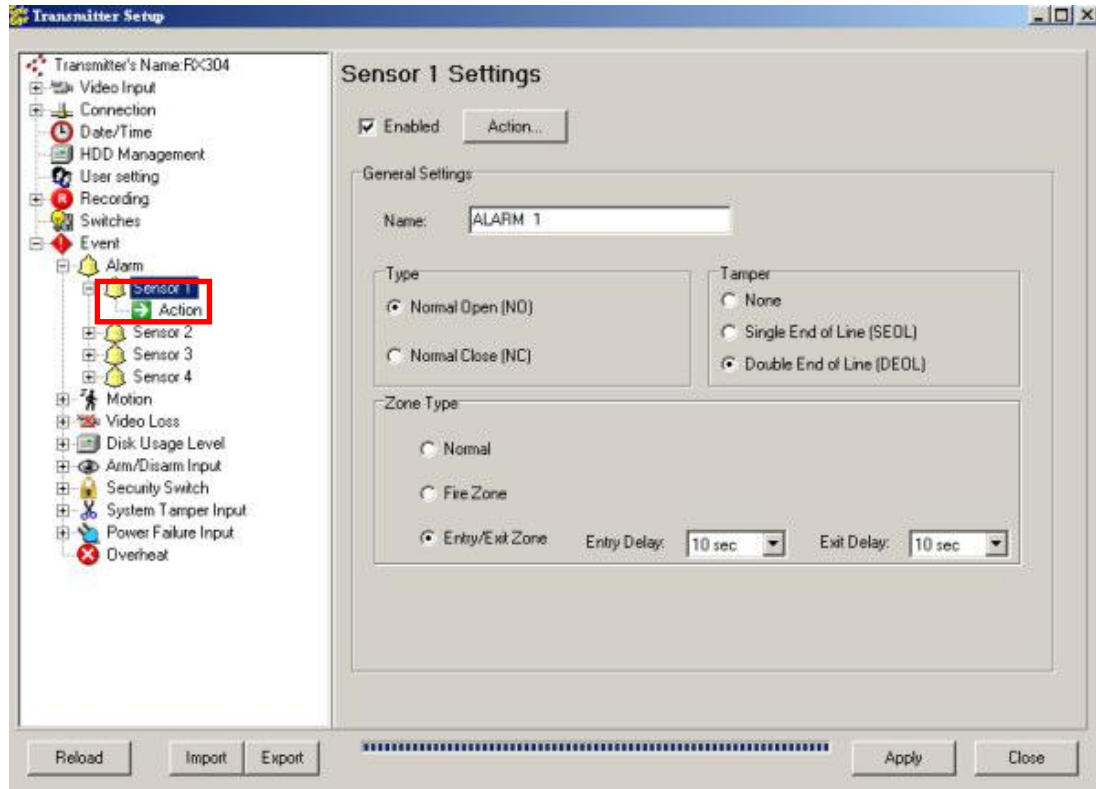 Transmitter Setup
Transmitter's Name:RX304
Video Input
Connection
Date/Time
HDD Management
User setting
Recording
Switches
Event
Alarm
Sensor 1
Action
Sensor 2
Sensor 3
Sensor 4
Motion
Video Loss
Disk Usage Level
Arm/Disarm Input
Security Switch
System Tamper Input
Power Failure Input
Overheat
Sensor 1 Settings
Enabled Action...
General Settings
Name: ALARM 1
Type
Normal Open (NO)
Normal Close (NC)
Tamper
None
Single End of Line (SEOL)
Double End of Line (DEOL)
Zone Type
Normal
Fire Zone
Entry/Exit Zone Entry Delay: 10 sec Exit Delay: 10 sec
Reload Import Export Apply Close